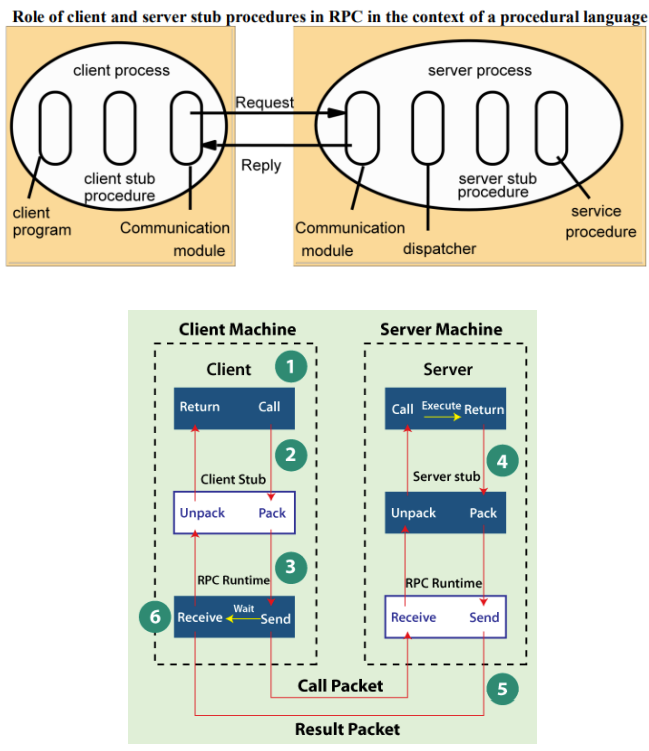 Role of client and server stub procedures in RPC in the context of a procedural language
client process
server process
Request
Reply
client stub
procedure
server stub
procedure
client
program
Communication
module
Communication
module
dispatcher
service
procedure
Client Machine
Server Machine
Client
1
Server
Return Call
Call Execute Return
2
4
Client Stub
Server stub
Unpack Pack
Unpack Pack
3
RPC Runtime
RPC Runtime
6
Receive Wait Send
Receive Send
Call Packet
5
Result Packet